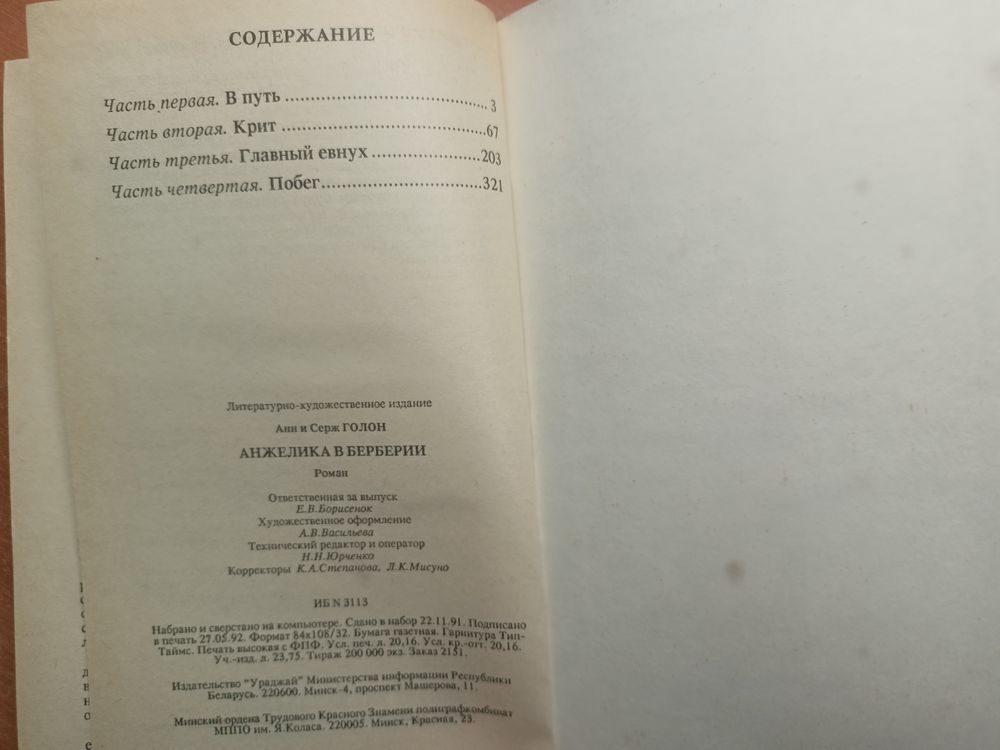 СОДЕРЖАНИЕ
Часть первая. В путь ........ 3
Часть вторая. Крит ........ 67
Часть третья. Главный евнух ........ 203
Часть четвертая. Побег ........ 321
Литературно-художественное издание
Анн и Серж ГОЛОН
АНЖЕЛИКА В БЕРБЕРИИ
Роман
Ответственная за выпуск
Е.В.Борисенок
Художественное оформление
А.В.Васильева
Технический редактор и оператор
Н.Н.Юрченко
Корректоры К.А.Степанова, Л.К.Мисуно
ИБ N 3113
Набрано и сверстано на компьютере. Сдано в набор 22.11.91. Подписано
в печать 27.05.92. Формат 84х108/32. Бумага газетная. Гарнитура Тип-
Таймс. Печать высокая с ФПФ. Усл. печ. л. 20,16. Усл. кр.-отт. 20,16.
Уч.-изд. л. 23,75. Тираж 200 000 экз. Заказ 2151.
Издательство "Ураджай" Министерства информации Республики
Беларусь. 220600. Минск-4, проспект Машерова, 11.
Минский ордена Трудового Красного Знамени полиграфкомбинат
МППО им. Я.Коласа. 220005. Минск, Красная, 23.